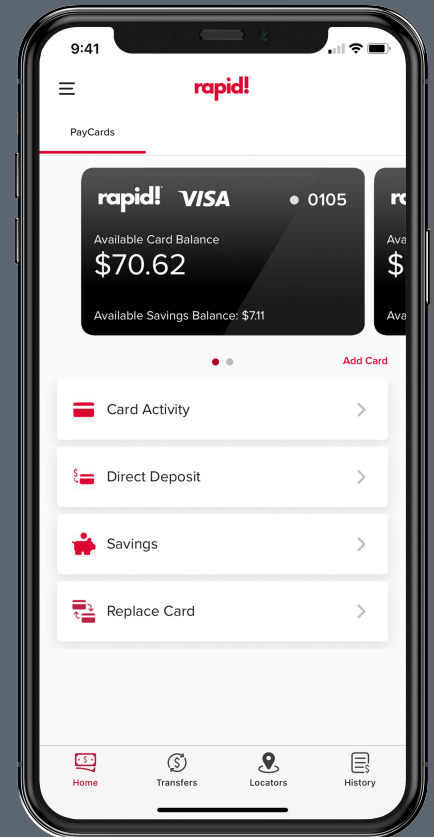 9:41
rapid!
PayCards
rapid! VISA 0105
Available Card Balance
$70.62
Available Savings Balance: $7.11
$
Add Card
Card Activity
Direct Deposit
Savings
Replace Card
Home Transfers Locators History